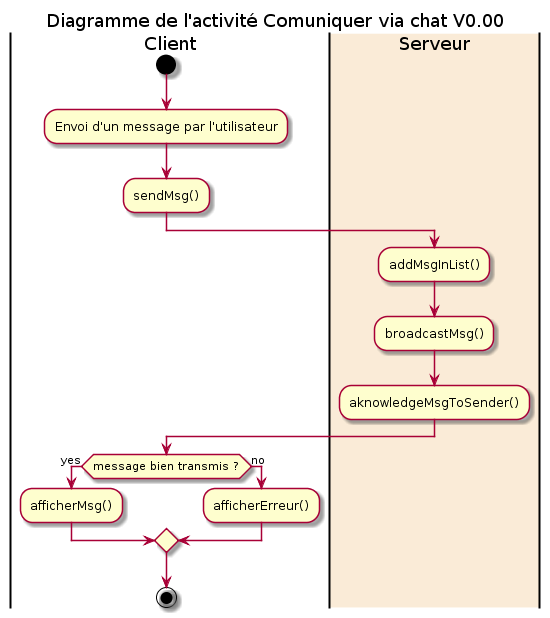 Diagramme de l'activité Comuniquer via chat V0.00
Client
Serveur
Envoi d'un message par l'utilisateur
sendMsg()
addMsgInList()
broadcastMsg()
aknowledgeMsgToSender()
yes
message bien transmis ?
no
afficherMsg()
afficherErreur()